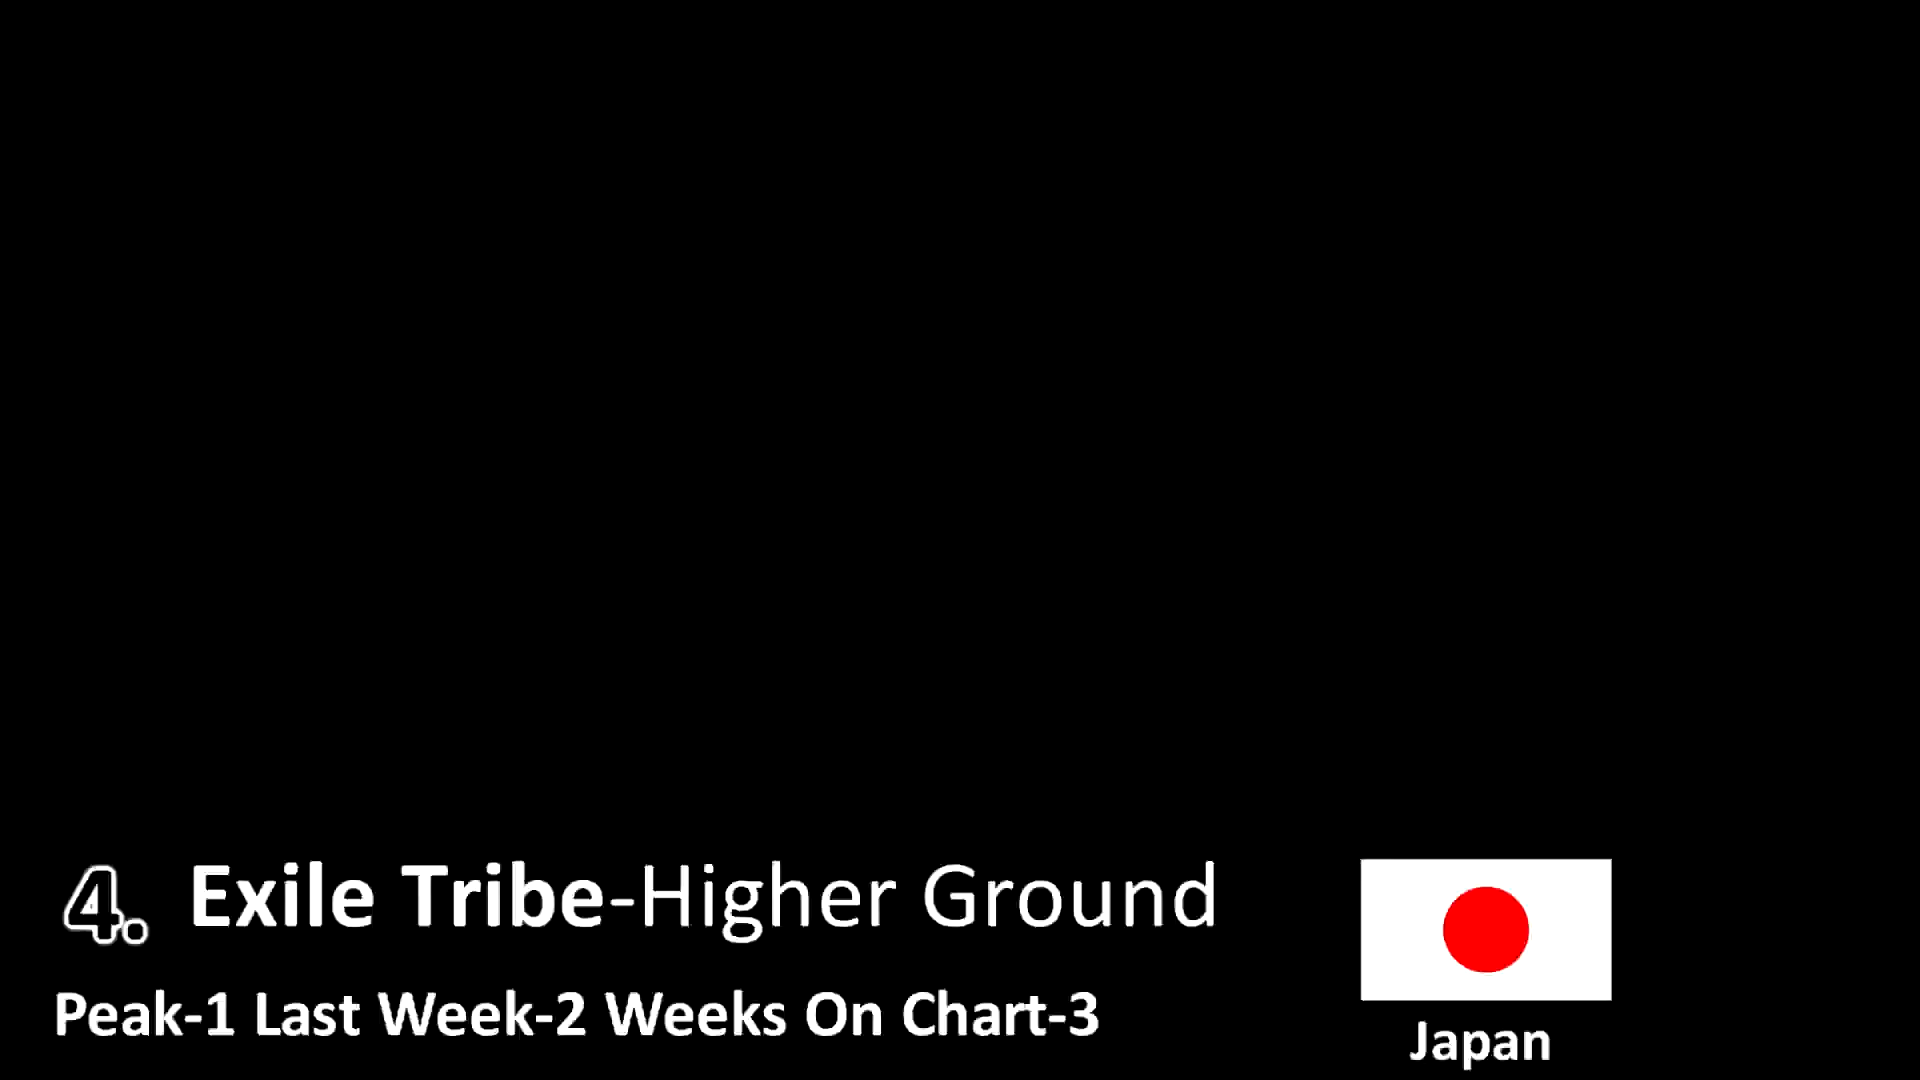 4. Exile Tribe-Higher Ground
Peak-1 Last Week-2 Weeks On Chart-3
Japan